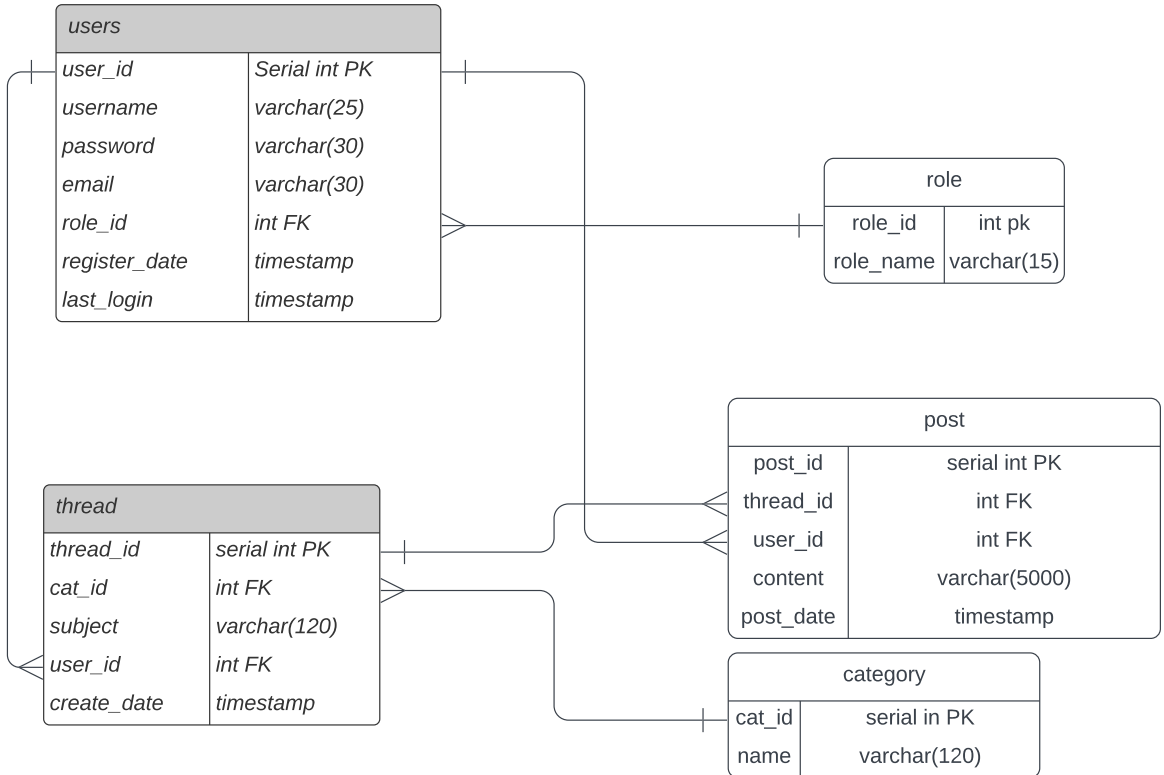 users
user_id Serial int PK
username varchar(25)
password varchar(30)
email varchar(30)
role_id int FK
register_date timestamp
last_login timestamp
role
role_id int pk
role_name varchar(15)
post
post_id serial int PK
thread_id int FK
user_id int FK
content varchar(5000)
post_date timestamp
thread
thread_id serial int PK
cat_id int FK
subject varchar(120)
user_id int FK
create_date timestamp
category
cat_id serial in PK
name varchar(120)